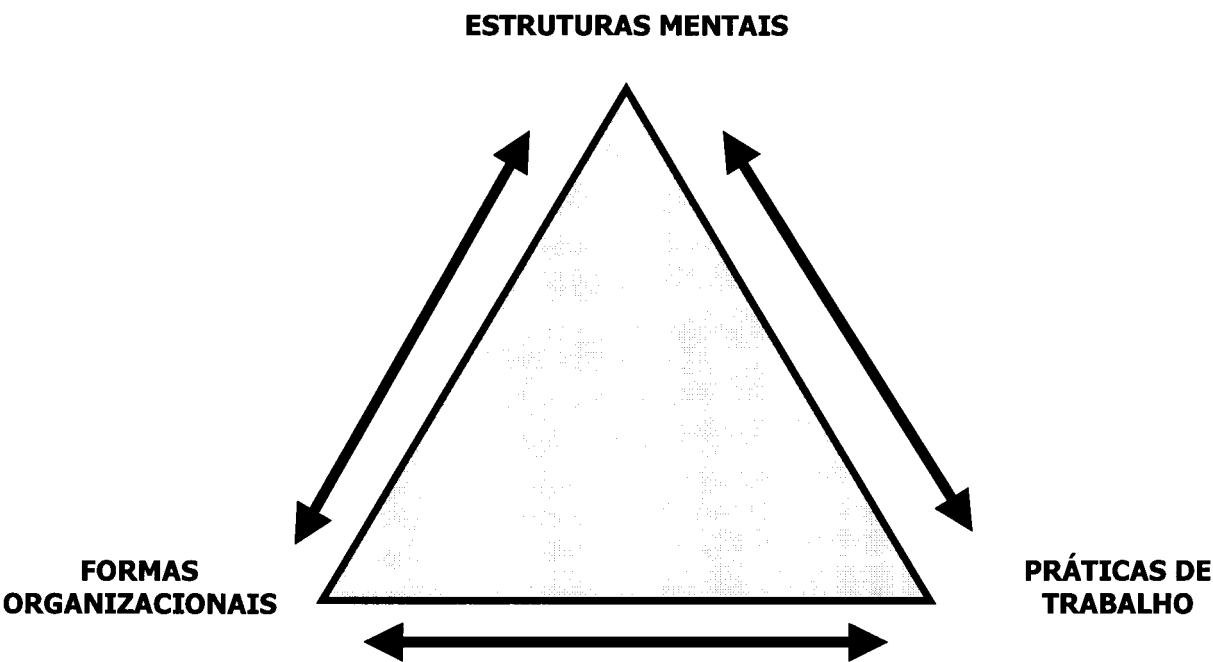 ESTRUTURAS MENTAIS
FORMAS
ORGANIZACIONAIS
PRÁTICAS DE
TRABALHO